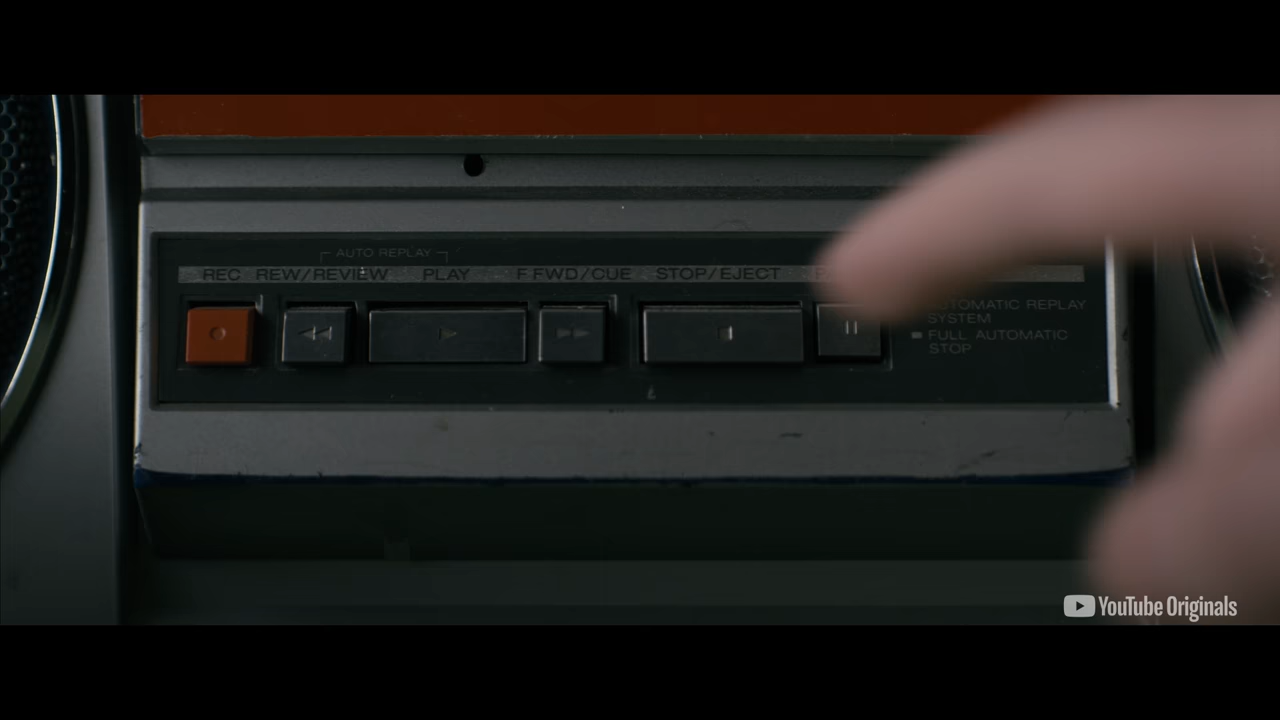 AUTO REPLAY
REC REW/REVIEW PLAY F FWD/CUE STOP/EJECT
AUTOMATIC REPLAY
SYSTEM
FULL AUTOMATIC
STOP
YouTube Originals